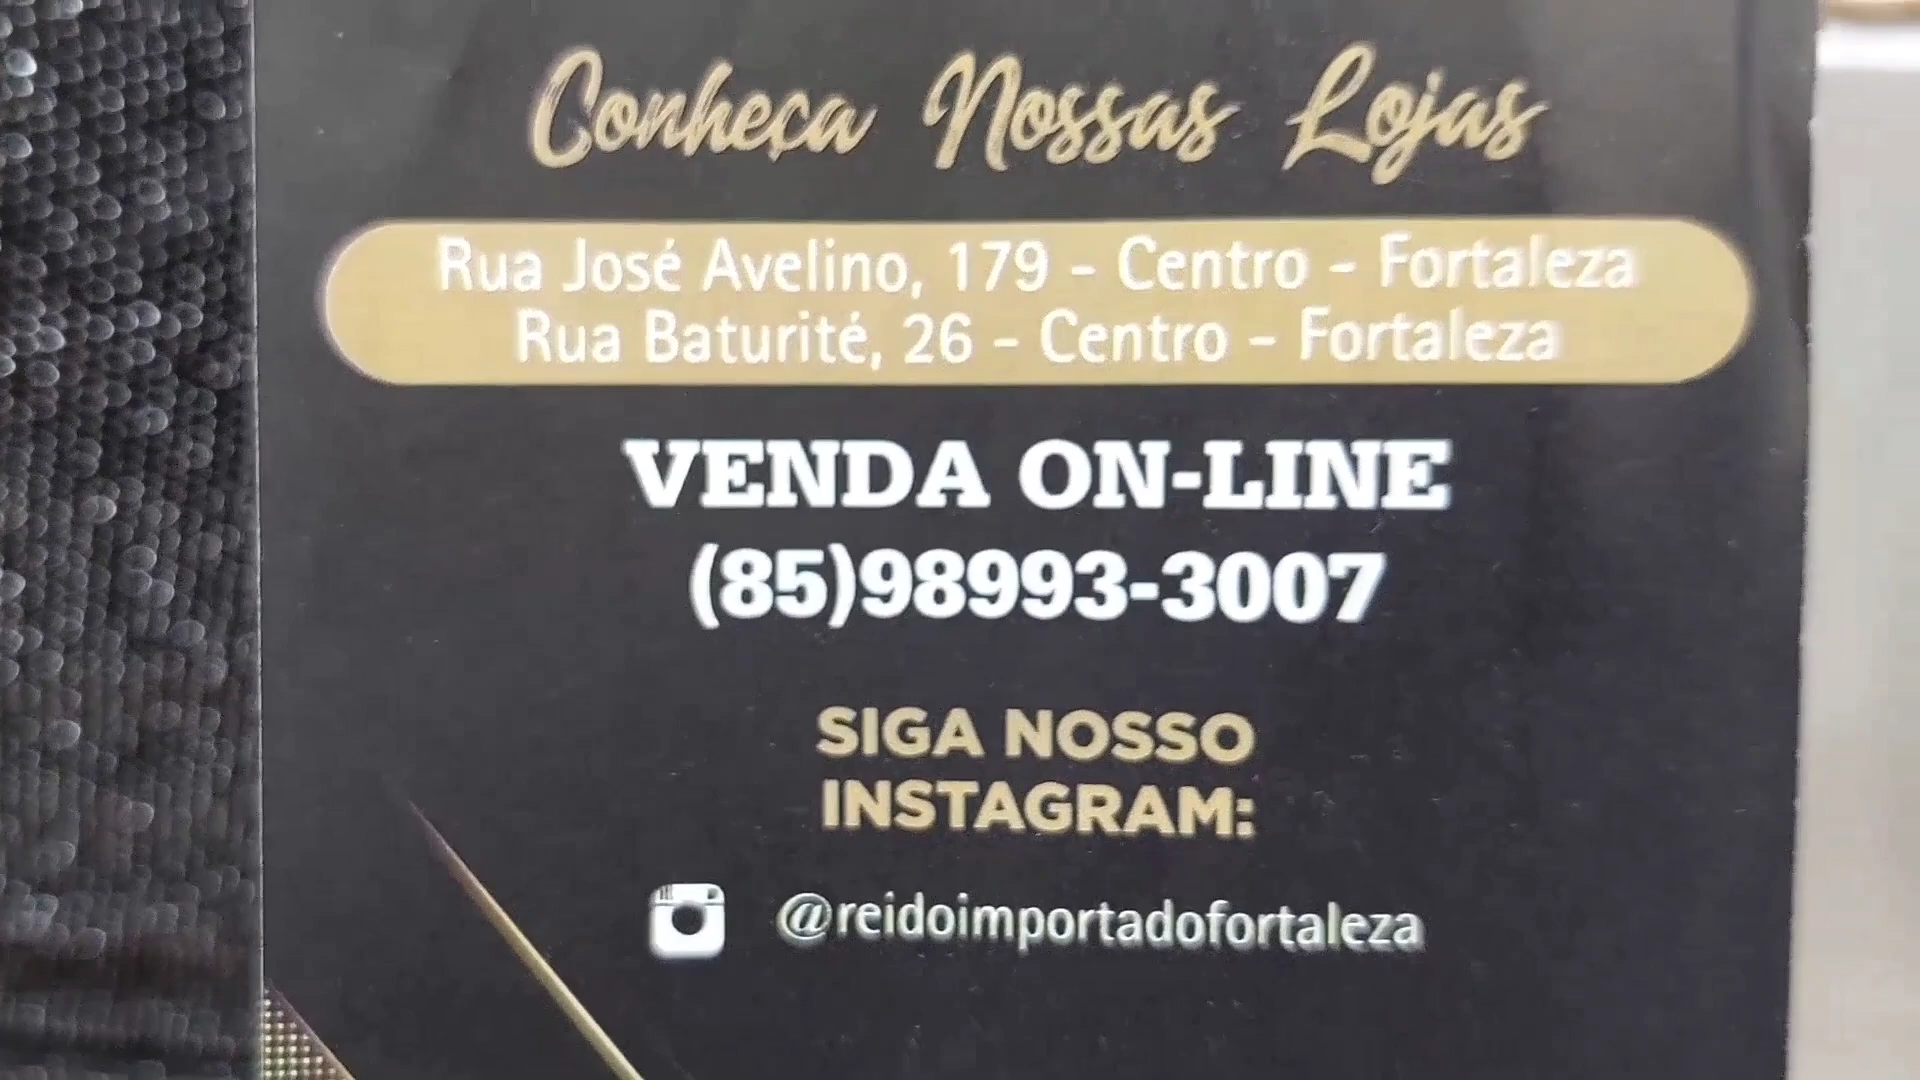 Conheça Nossas Lojas
Rua José Avelino, 179 - Centro - Fortaleza
Rua Baturité, 26 - Centro - Fortaleza
VENDA ON-LINE
(85)98993-3007
SIGA NOSSO
INSTAGRAM:
@reidoimportadofortaleza